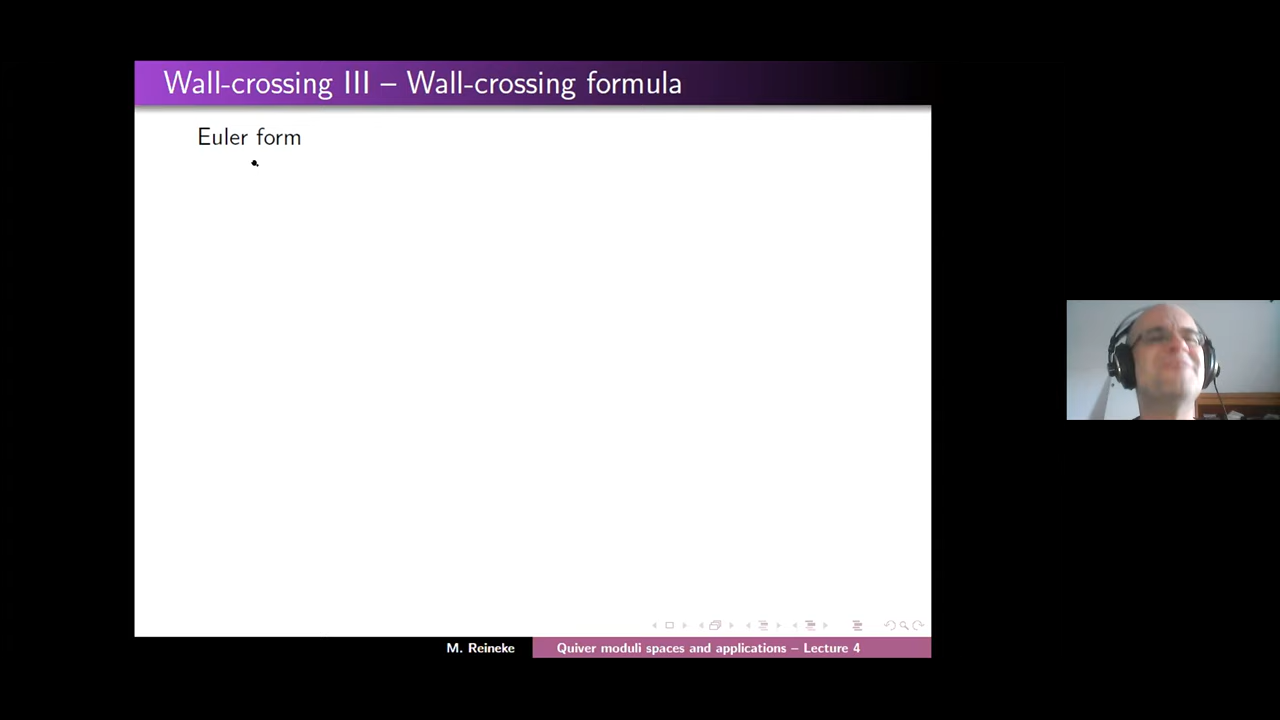 Wall-crossing III – Wall-crossing formula
Euler form
M. Reineke
Quiver moduli spaces and applications – Lecture 4